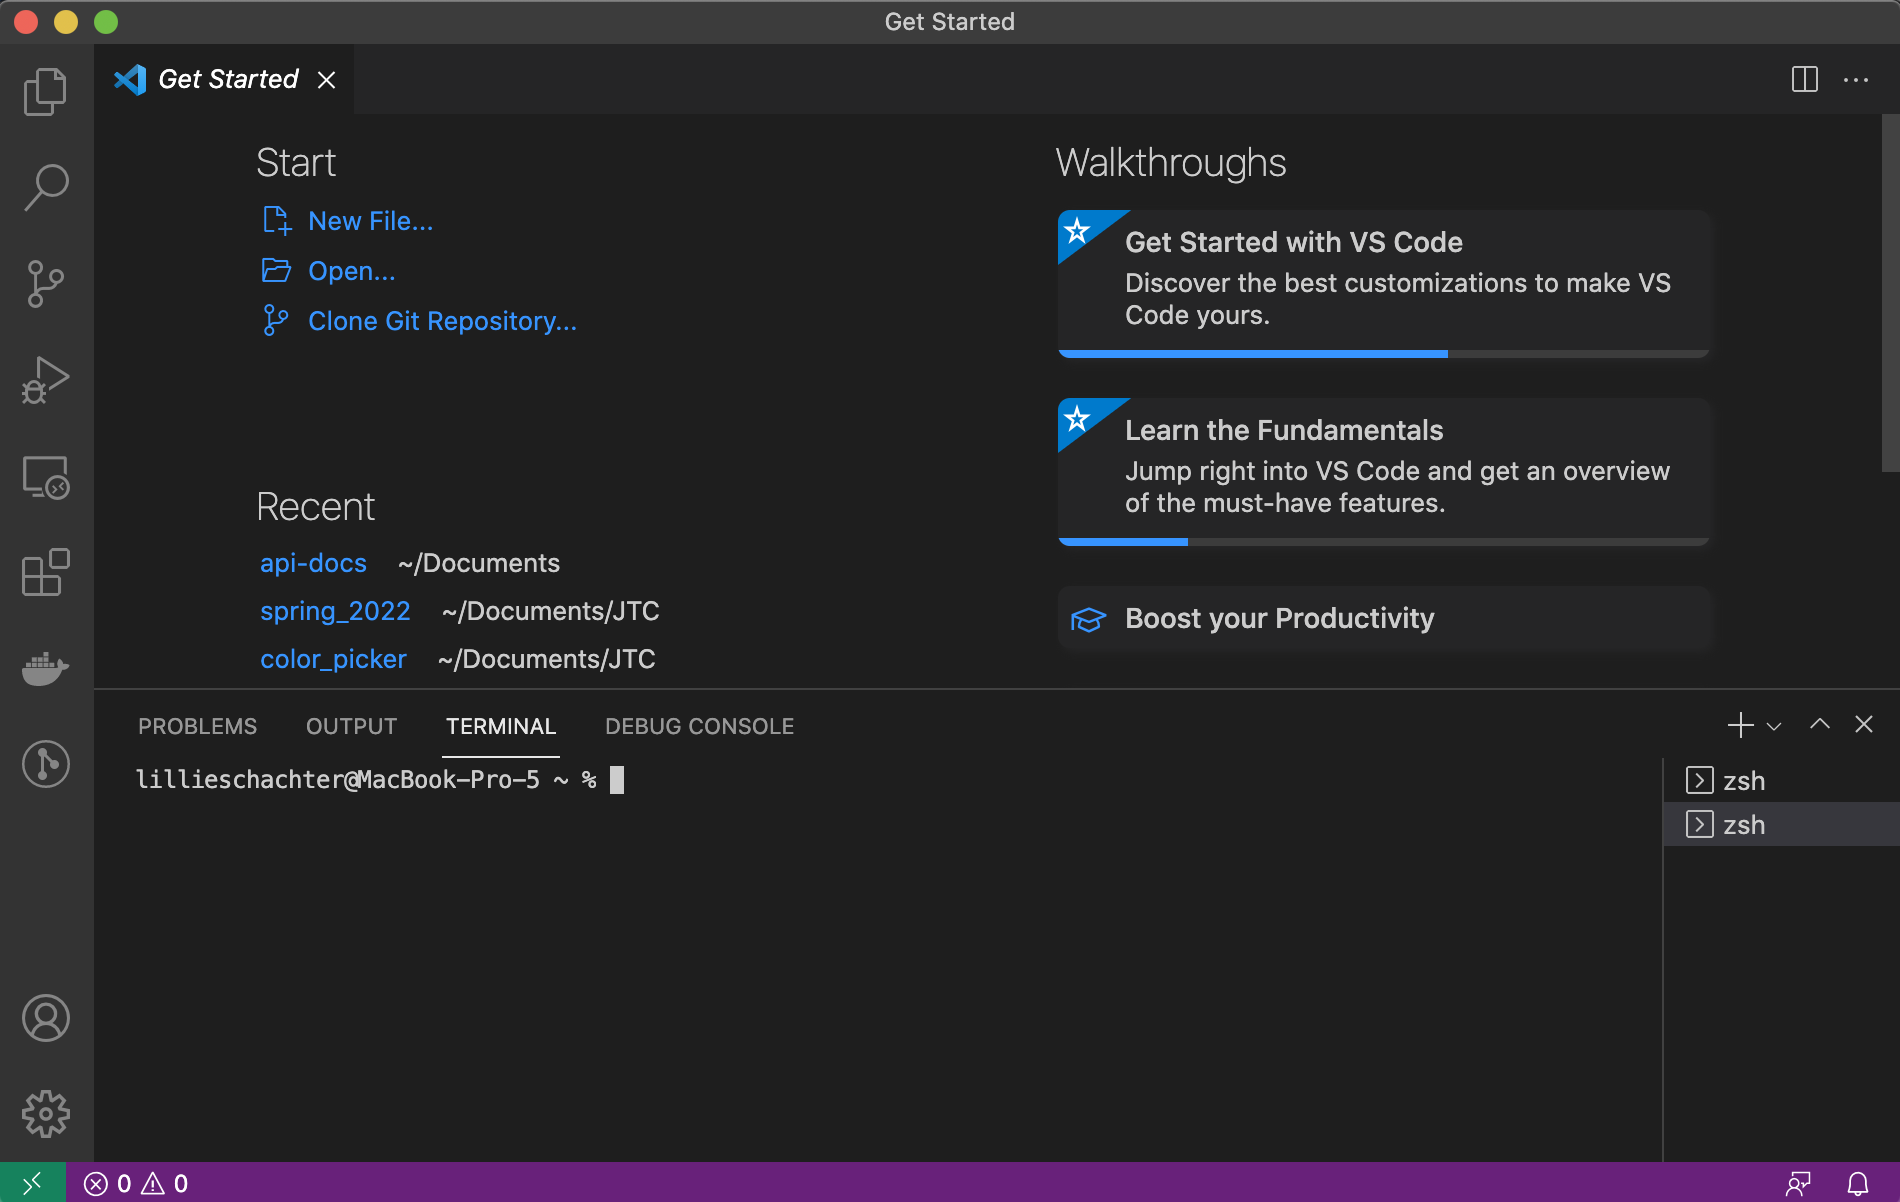 Get Started
Get Started
Start
New File...
Open...
Clone Git Repository...
Recent
api-docs ~/Documents
spring_2022 ~/Documents/JTC
color_picker ~/Documents/JTC
Walkthroughs
Get Started with VS Code
Discover the best customizations to make VS
Code yours.
Learn the Fundamentals
Jump right into VS Code and get an overview
of the must-have features.
Boost your Productivity
PROBLEMS OUTPUT TERMINAL DEBUG CONSOLE
lillieschachter@MacBook-Pro-5 ~ %
zsh
zsh
0 0